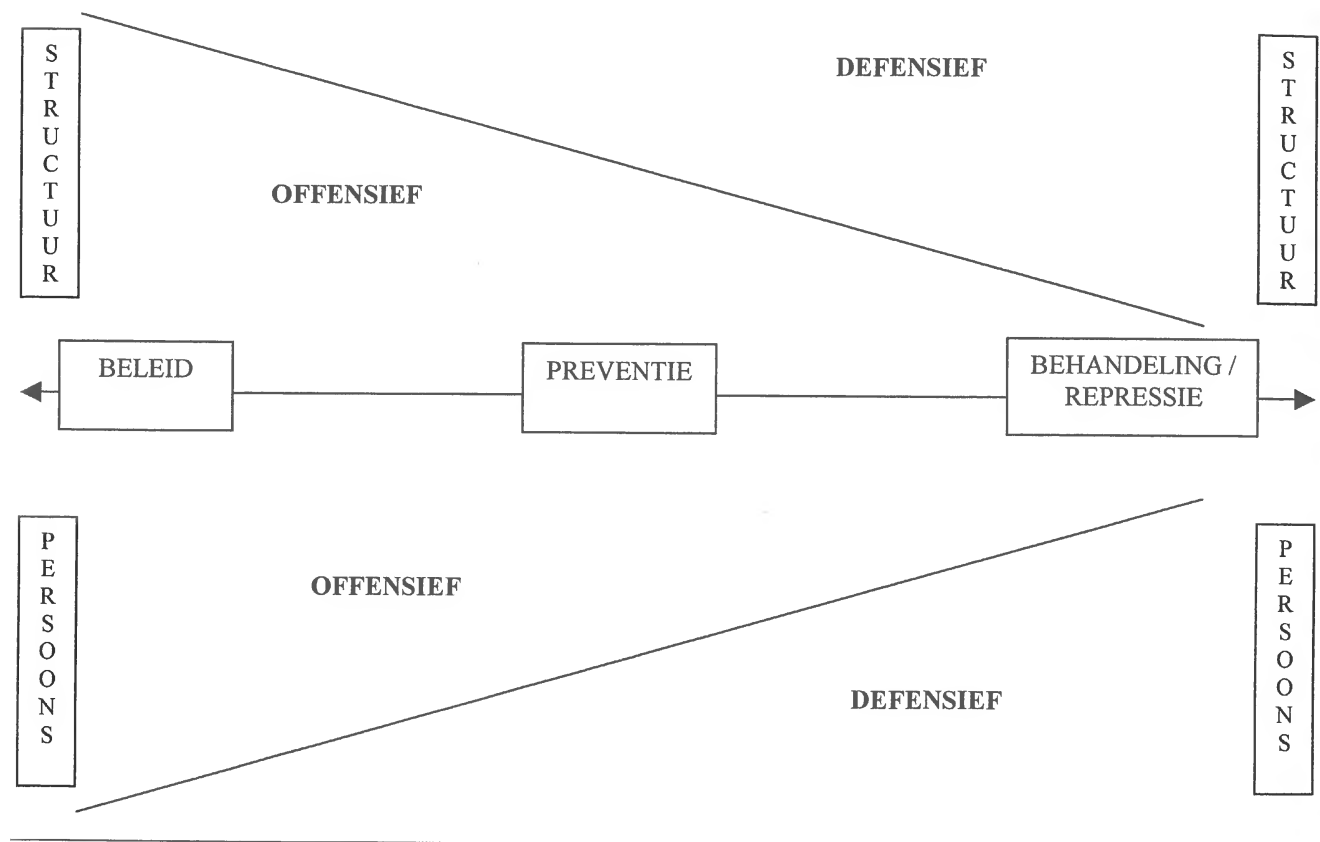 STRUCTUUR
DEFENSIEF
STRUCTUUR
OFFENSIEF
BELEID
PREVENTIE
BEHANDELING /
REPRESSIE
PERSOONS
OFFENSIEF
PERSOONS
DEFENSIEF